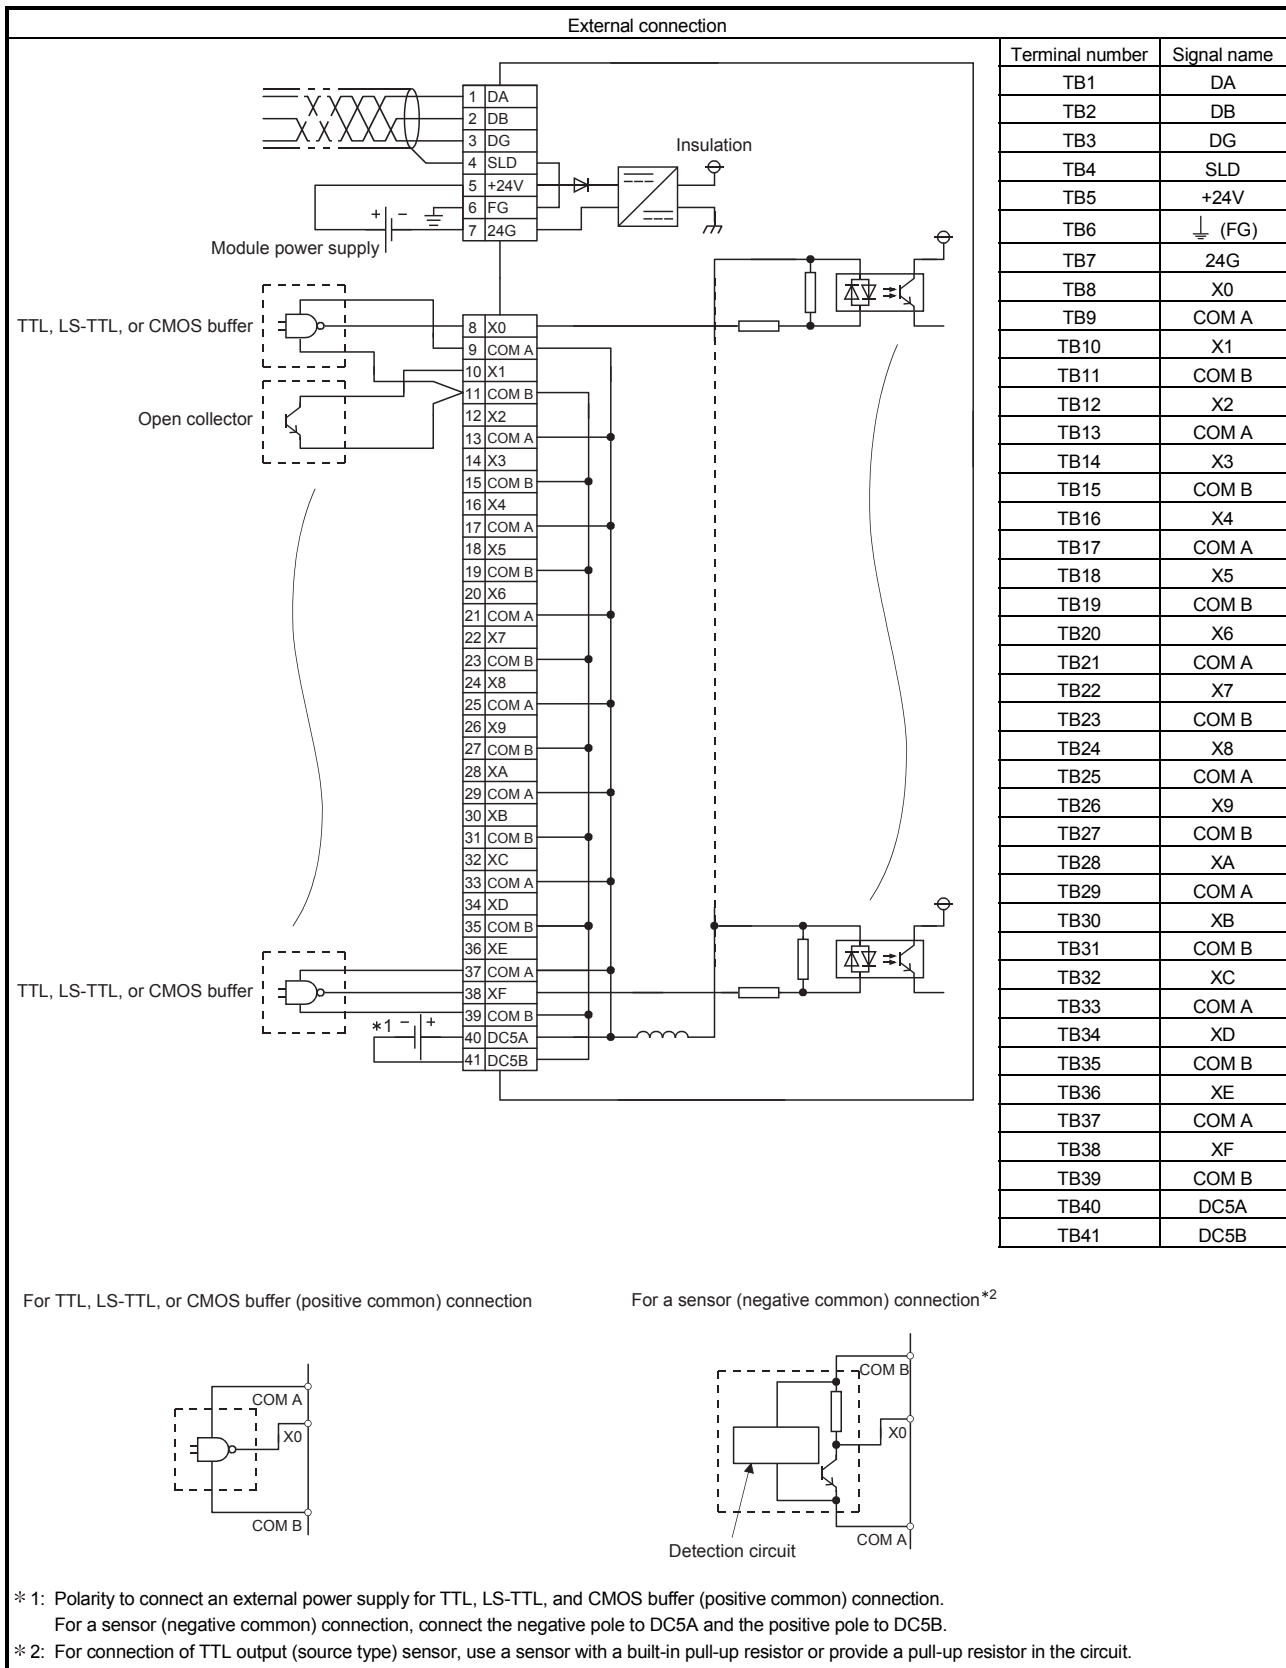 External connection
1 DA
2 DB
3 DG
4 SLD
5 +24V
6 FG
7 24G
Insulation
+ −
Module power supply
TTL, LS-TTL, or CMOS buffer
Open collector
8 X0
9 COM A
10 X1
11 COM B
12 X2
13 COM A
14 X3
15 COM B
16 X4
17 COM A
18 X5
19 COM B
20 X6
21 COM A
22 X7
23 COM B
24 X8
25 COM A
26 X9
27 COM B
28 XA
29 COM A
30 XB
31 COM B
32 XC
33 COM A
34 XD
35 COM B
36 XE
37 COM A
38 XF
39 COM B
40 DC5A
41 DC5B
TTL, LS-TTL, or CMOS buffer
*1 − +
Terminal number Signal name
TB1 DA
TB2 DB
TB3 DG
TB4 SLD
TB5 +24V
TB6 ⏚ (FG)
TB7 24G
TB8 X0
TB9 COM A
TB10 X1
TB11 COM B
TB12 X2
TB13 COM A
TB14 X3
TB15 COM B
TB16 X4
TB17 COM A
TB18 X5
TB19 COM B
TB20 X6
TB21 COM A
TB22 X7
TB23 COM B
TB24 X8
TB25 COM A
TB26 X9
TB27 COM B
TB28 XA
TB29 COM A
TB30 XB
TB31 COM B
TB32 XC
TB33 COM A
TB34 XD
TB35 COM B
TB36 XE
TB37 COM A
TB38 XF
TB39 COM B
TB40 DC5A
TB41 DC5B
For TTL, LS-TTL, or CMOS buffer (positive common) connection
COM A
X0
COM B
For a sensor (negative common) connection*2
COM B
X0
COM A
Detection circuit
*1: Polarity to connect an external power supply for TTL, LS-TTL, and CMOS buffer (positive common) connection.
For a sensor (negative common) connection, connect the negative pole to DC5A and the positive pole to DC5B.
*2: For connection of TTL output (source type) sensor, use a sensor with a built-in pull-up resistor or provide a pull-up resistor in the circuit.